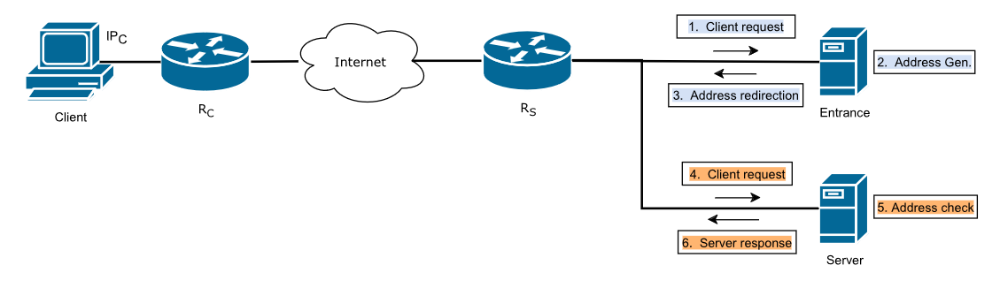 IPC
Client
RC
Internet
RS
1. Client request
2. Address Gen.
3. Address redirection
Entrance
4. Client request
5. Address check
6. Server response
Server